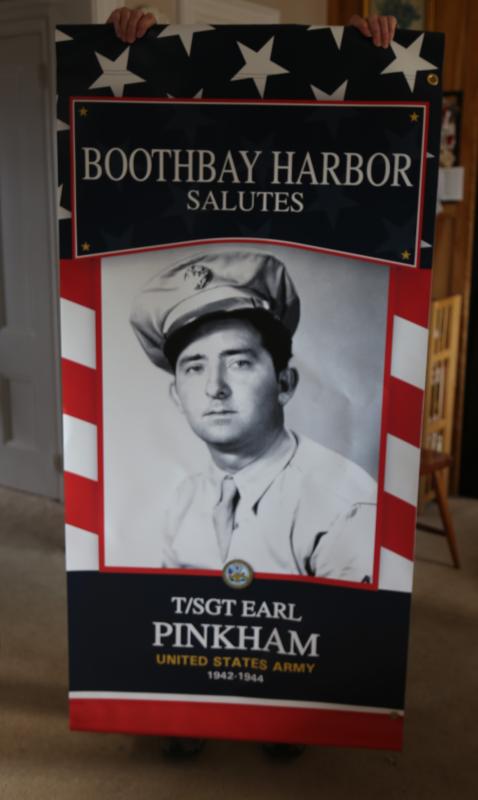 BOOTHBAY HARBOR
SALUTES
T/SGT EARL
PINKHAM
UNITED STATES ARMY
1942-1944